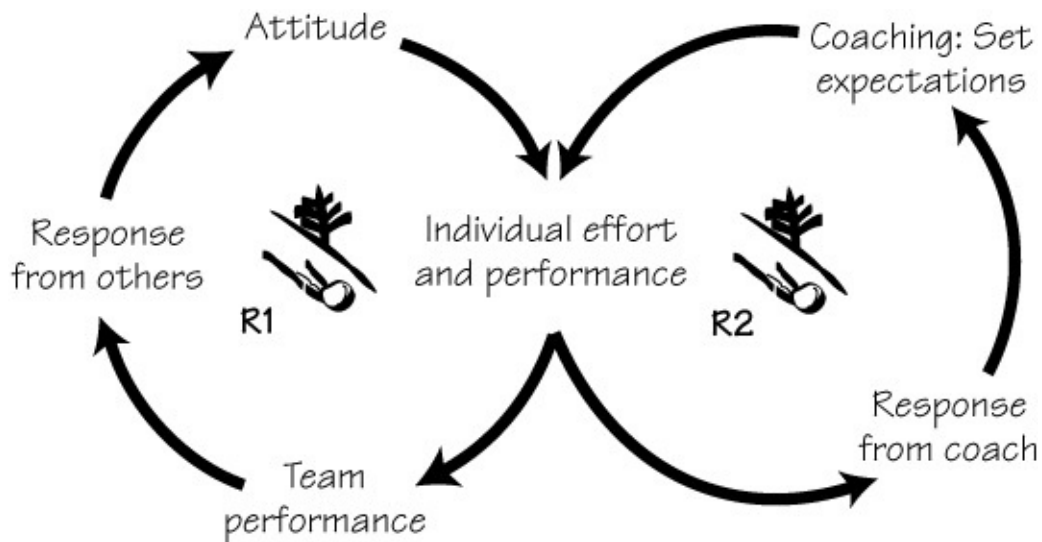 Attitude
Coaching: Set
expectations
Response
from others
R1
Individual effort
and performance
R2
Response
from coach
Team
performance